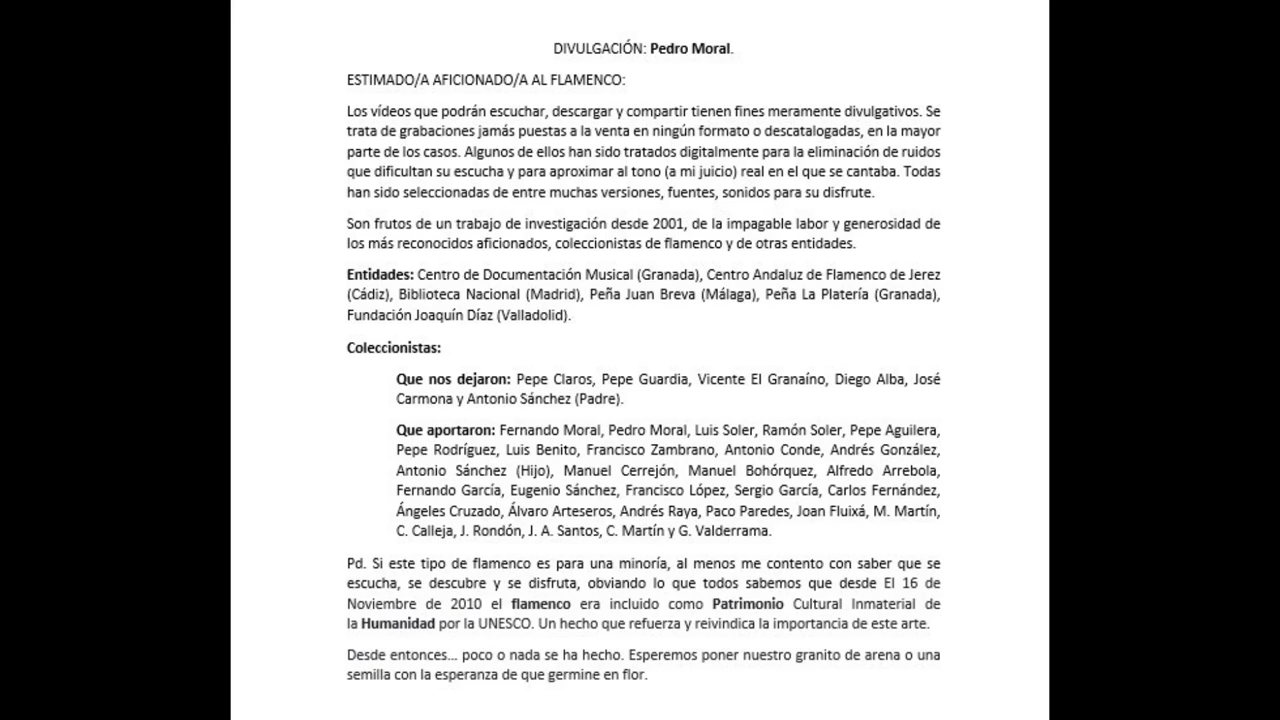 DIVULGACIÓN: Pedro Moral.
ESTIMADO/A AFICIONADO/A AL FLAMENCO:
Los vídeos que podrán escuchar, descargar y compartir tienen fines meramente divulgativos. Se
trata de grabaciones jamás puestas a la venta en ningún formato o descatalogadas, en la mayor
parte de los casos. Algunos de ellos han sido tratados digitalmente para la eliminación de ruidos
que dificultan su escucha y para aproximar al tono (a mi juicio) real en el que se cantaba. Todas
han sido seleccionadas de entre muchas versiones, fuentes, sonidos para su disfrute.
Son frutos de un trabajo de investigación desde 2001, de la impagable labor y generosidad de
los más reconocidos aficionados, coleccionistas de flamenco y de otras entidades.
Entidades: Centro de Documentación Musical (Granada), Centro Andaluz de Flamenco de Jerez
(Cádiz), Biblioteca Nacional (Madrid), Peña Juan Breva (Málaga), Peña La Platería (Granada),
Fundación Joaquín Díaz (Valladolid).
Coleccionistas:
Que nos dejaron: Pepe Claros, Pepe Guardia, Vicente El Granaíno, Diego Alba, José
Carmona y Antonio Sánchez (Padre).
Que aportaron: Fernando Moral, Pedro Moral, Luis Soler, Ramón Soler, Pepe Aguilera,
Pepe Rodríguez, Luis Benito, Francisco Zambrano, Antonio Conde, Andrés González,
Antonio Sánchez (Hijo), Manuel Cerrejón, Manuel Bohórquez, Alfredo Arrebola,
Fernando García, Eugenio Sánchez, Francisco López, Sergio García, Carlos Fernández,
Ángeles Cruzado, Álvaro Arteseros, Andrés Raya, Paco Paredes, Joan Fluixá, M. Martín,
C. Calleja, J. Rondón, J. A. Santos, C. Martín y G. Valderrama.
Pd. Si este tipo de flamenco es para una minoría, al menos me contento con saber que se
escucha, se descubre y se disfruta, obviando lo que todos sabemos que desde El 16 de
Noviembre de 2010 el flamenco era incluido como Patrimonio Cultural Inmaterial de
la Humanidad por la UNESCO. Un hecho que refuerza y reivindica la importancia de este arte.
Desde entonces... poco o nada se ha hecho. Esperemos poner nuestro granito de arena o una
semilla con la esperanza de que germine en flor.